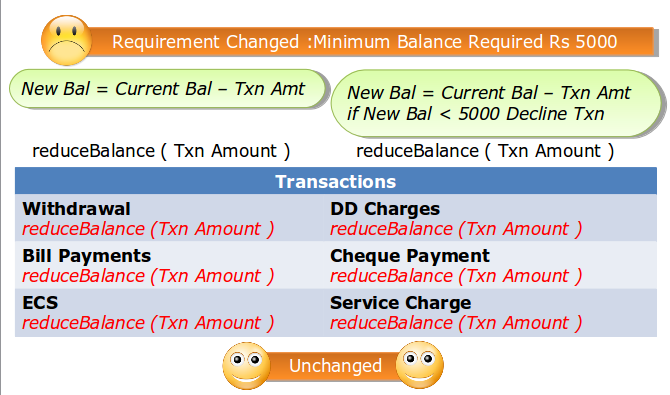 Requirement Changed :Minimum Balance Required Rs 5000
New Bal = Current Bal – Txn Amt
New Bal = Current Bal – Txn Amt
if New Bal < 5000 Decline Txn
reduceBalance ( Txn Amount )
reduceBalance ( Txn Amount )
Transactions
Withdrawal
reduceBalance (Txn Amount )
DD Charges
reduceBalance (Txn Amount )
Bill Payments
reduceBalance (Txn Amount )
Cheque Payment
reduceBalance (Txn Amount )
ECS
reduceBalance (Txn Amount )
Service Charge
reduceBalance (Txn Amount )
Unchanged